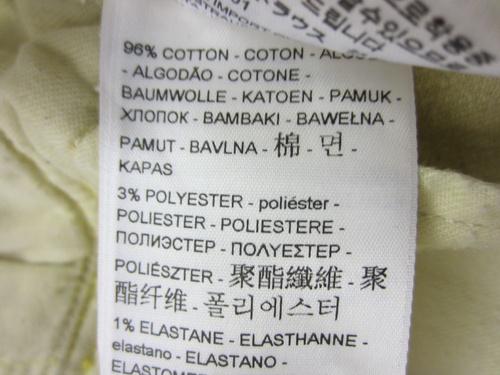 96% COTTON - COTON -
- ALGODÃO - COTONE -
BAUMWOLLE - KATOEN - PAMUK -
ХЛОПОК - BAMBAKI - BAWEŁNA -
PAMUT - BAVLNA - 棉 - 면 -
KAPAS
3% POLYESTER - poliéster -
POLIESTER - POLIESTERE -
ПОЛИЭСТЕР - ΠΟΛΥΕΣΤΕΡ -
POLIÉSZTER - 聚酯纖維 - 聚
酯纤维 - 폴리에스터
1% ELASTANE - ELASTHANNE -
elastano - ELASTANO -